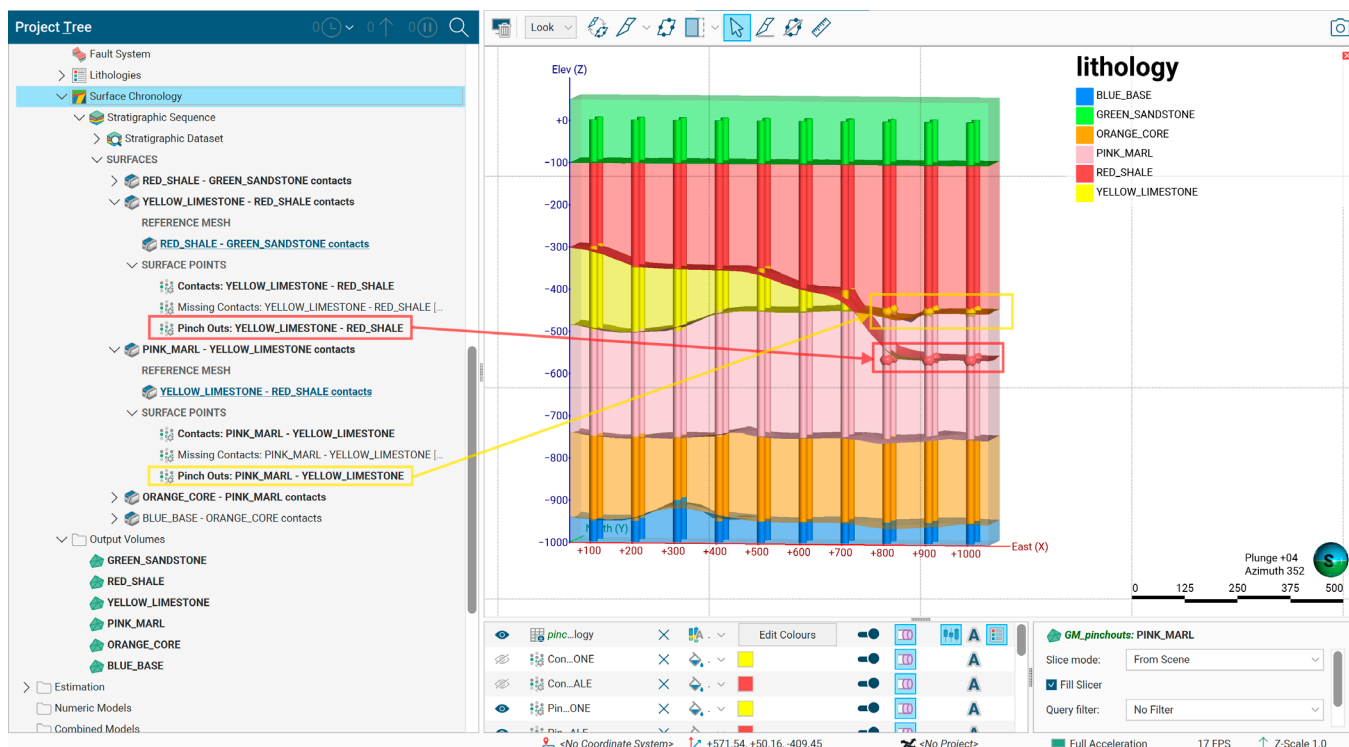 Project Tree
0
0
0
Look
Fault System
Lithologies
Surface Chronology
Stratigraphic Sequence
Stratigraphic Dataset
SURFACES
RED_SHALE - GREEN_SANDSTONE contacts
YELLOW_LIMESTONE - RED_SHALE contacts
REFERENCE MESH
RED_SHALE - GREEN_SANDSTONE contacts
SURFACE POINTS
Contacts: YELLOW_LIMESTONE - RED_SHALE
Missing Contacts: YELLOW_LIMESTONE - RED_SHALE [...
Pinch Outs: YELLOW_LIMESTONE - RED_SHALE
PINK_MARL - YELLOW_LIMESTONE contacts
REFERENCE MESH
YELLOW_LIMESTONE - RED_SHALE contacts
SURFACE POINTS
Contacts: PINK_MARL - YELLOW_LIMESTONE
Missing Contacts: PINK_MARL - YELLOW_LIMESTONE [...
Pinch Outs: PINK_MARL - YELLOW_LIMESTONE
ORANGE_CORE - PINK_MARL contacts
BLUE_BASE - ORANGE_CORE contacts
Output Volumes
GREEN_SANDSTONE
RED_SHALE
YELLOW_LIMESTONE
PINK_MARL
ORANGE_CORE
BLUE_BASE
Estimation
Numeric Models
Combined Models
Elev (Z)
+0
-100
-200
-300
-400
-500
-600
-700
-800
-900
-1000
North (Y)
+100 +200 +300 +400 +500 +600 +700 +800 +900 +1000
East (X)
lithology
BLUE_BASE
GREEN_SANDSTONE
ORANGE_CORE
PINK_MARL
RED_SHALE
YELLOW_LIMESTONE
Plunge +04
Azimuth 352
S
0 125 250 375 500
pinc...logy
Edit Colours
A
Con...ONE
A
Con...ALE
A
Pin...ONE
A
Pin...ALE
GM_pinchouts: PINK_MARL
Slice mode: From Scene
Fill Slicer
Query filter: No Filter
<No Coordinate System>
+571.54, +50.16, -409.45
<No Project>
Full Acceleration
17 FPS
Z-Scale 1.0